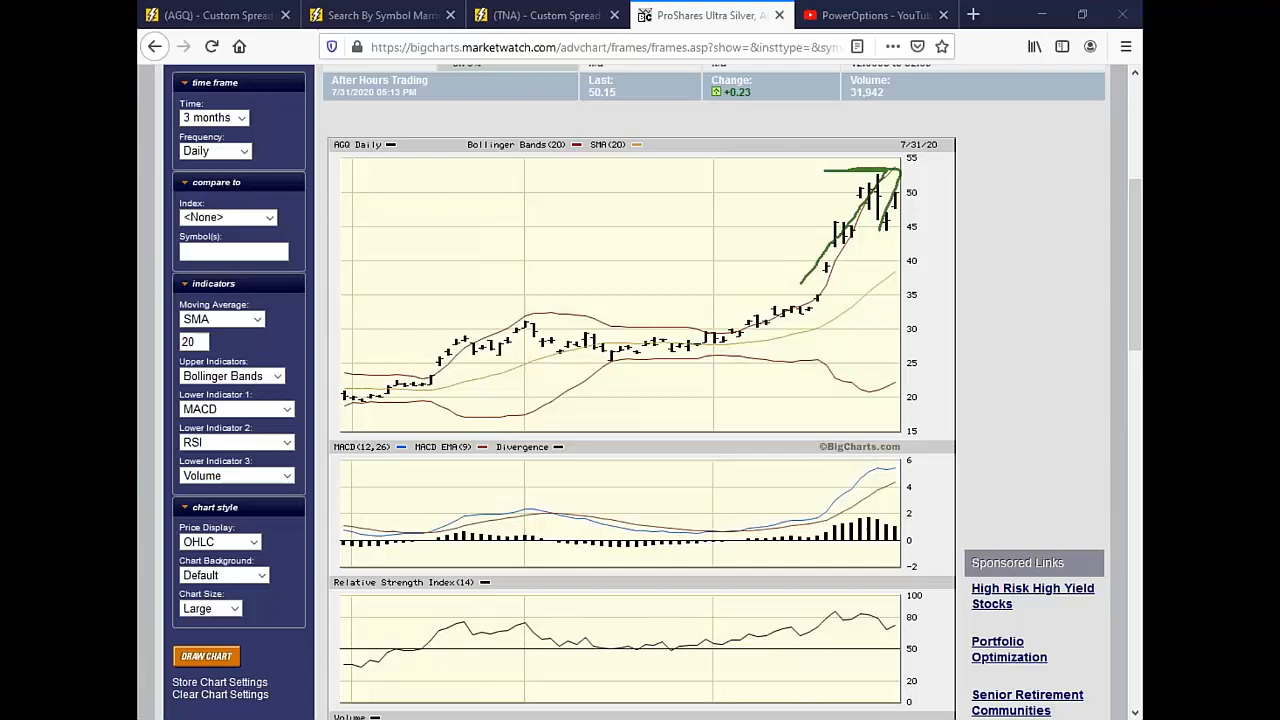 (AGQ) - Custom Spread
Search By Symbol Marri
(TNA) - Custom Spread
ProShares Ultra Silver, A
PowerOptions - YouTube
https://bigcharts.marketwatch.com/advchart/frames/frames.asp?show=&insttype=&sym
After Hours Trading
7/31/2020 05:13 PM
Last:
50.15
Change:
+0.23
Volume:
31,942
time frame
Time:
3 months
Frequency:
Daily
compare to
Index:
<None>
Symbol(s):
indicators
Moving Average:
SMA
20
Upper Indicators:
Bollinger Bands
Lower Indicator 1:
MACD
Lower Indicator 2:
RSI
Lower Indicator 3:
Volume
chart style
Price Display:
OHLC
Chart Background:
Default
Chart Size:
Large
DRAW CHART
Store Chart Settings
Clear Chart Settings
AGQ Daily
Bollinger Bands(20)
SMA(20)
7/31/20
55
50
45
40
35
30
25
20
15
MACD(12,26)
MACD EMA(9)
Divergence
©BigCharts.com
6
4
2
0
-2
Relative Strength Index(14)
100
80
50
20
0
Volume
Sponsored Links
High Risk High Yield
Stocks
Portfolio
Optimization
Senior Retirement
Communities